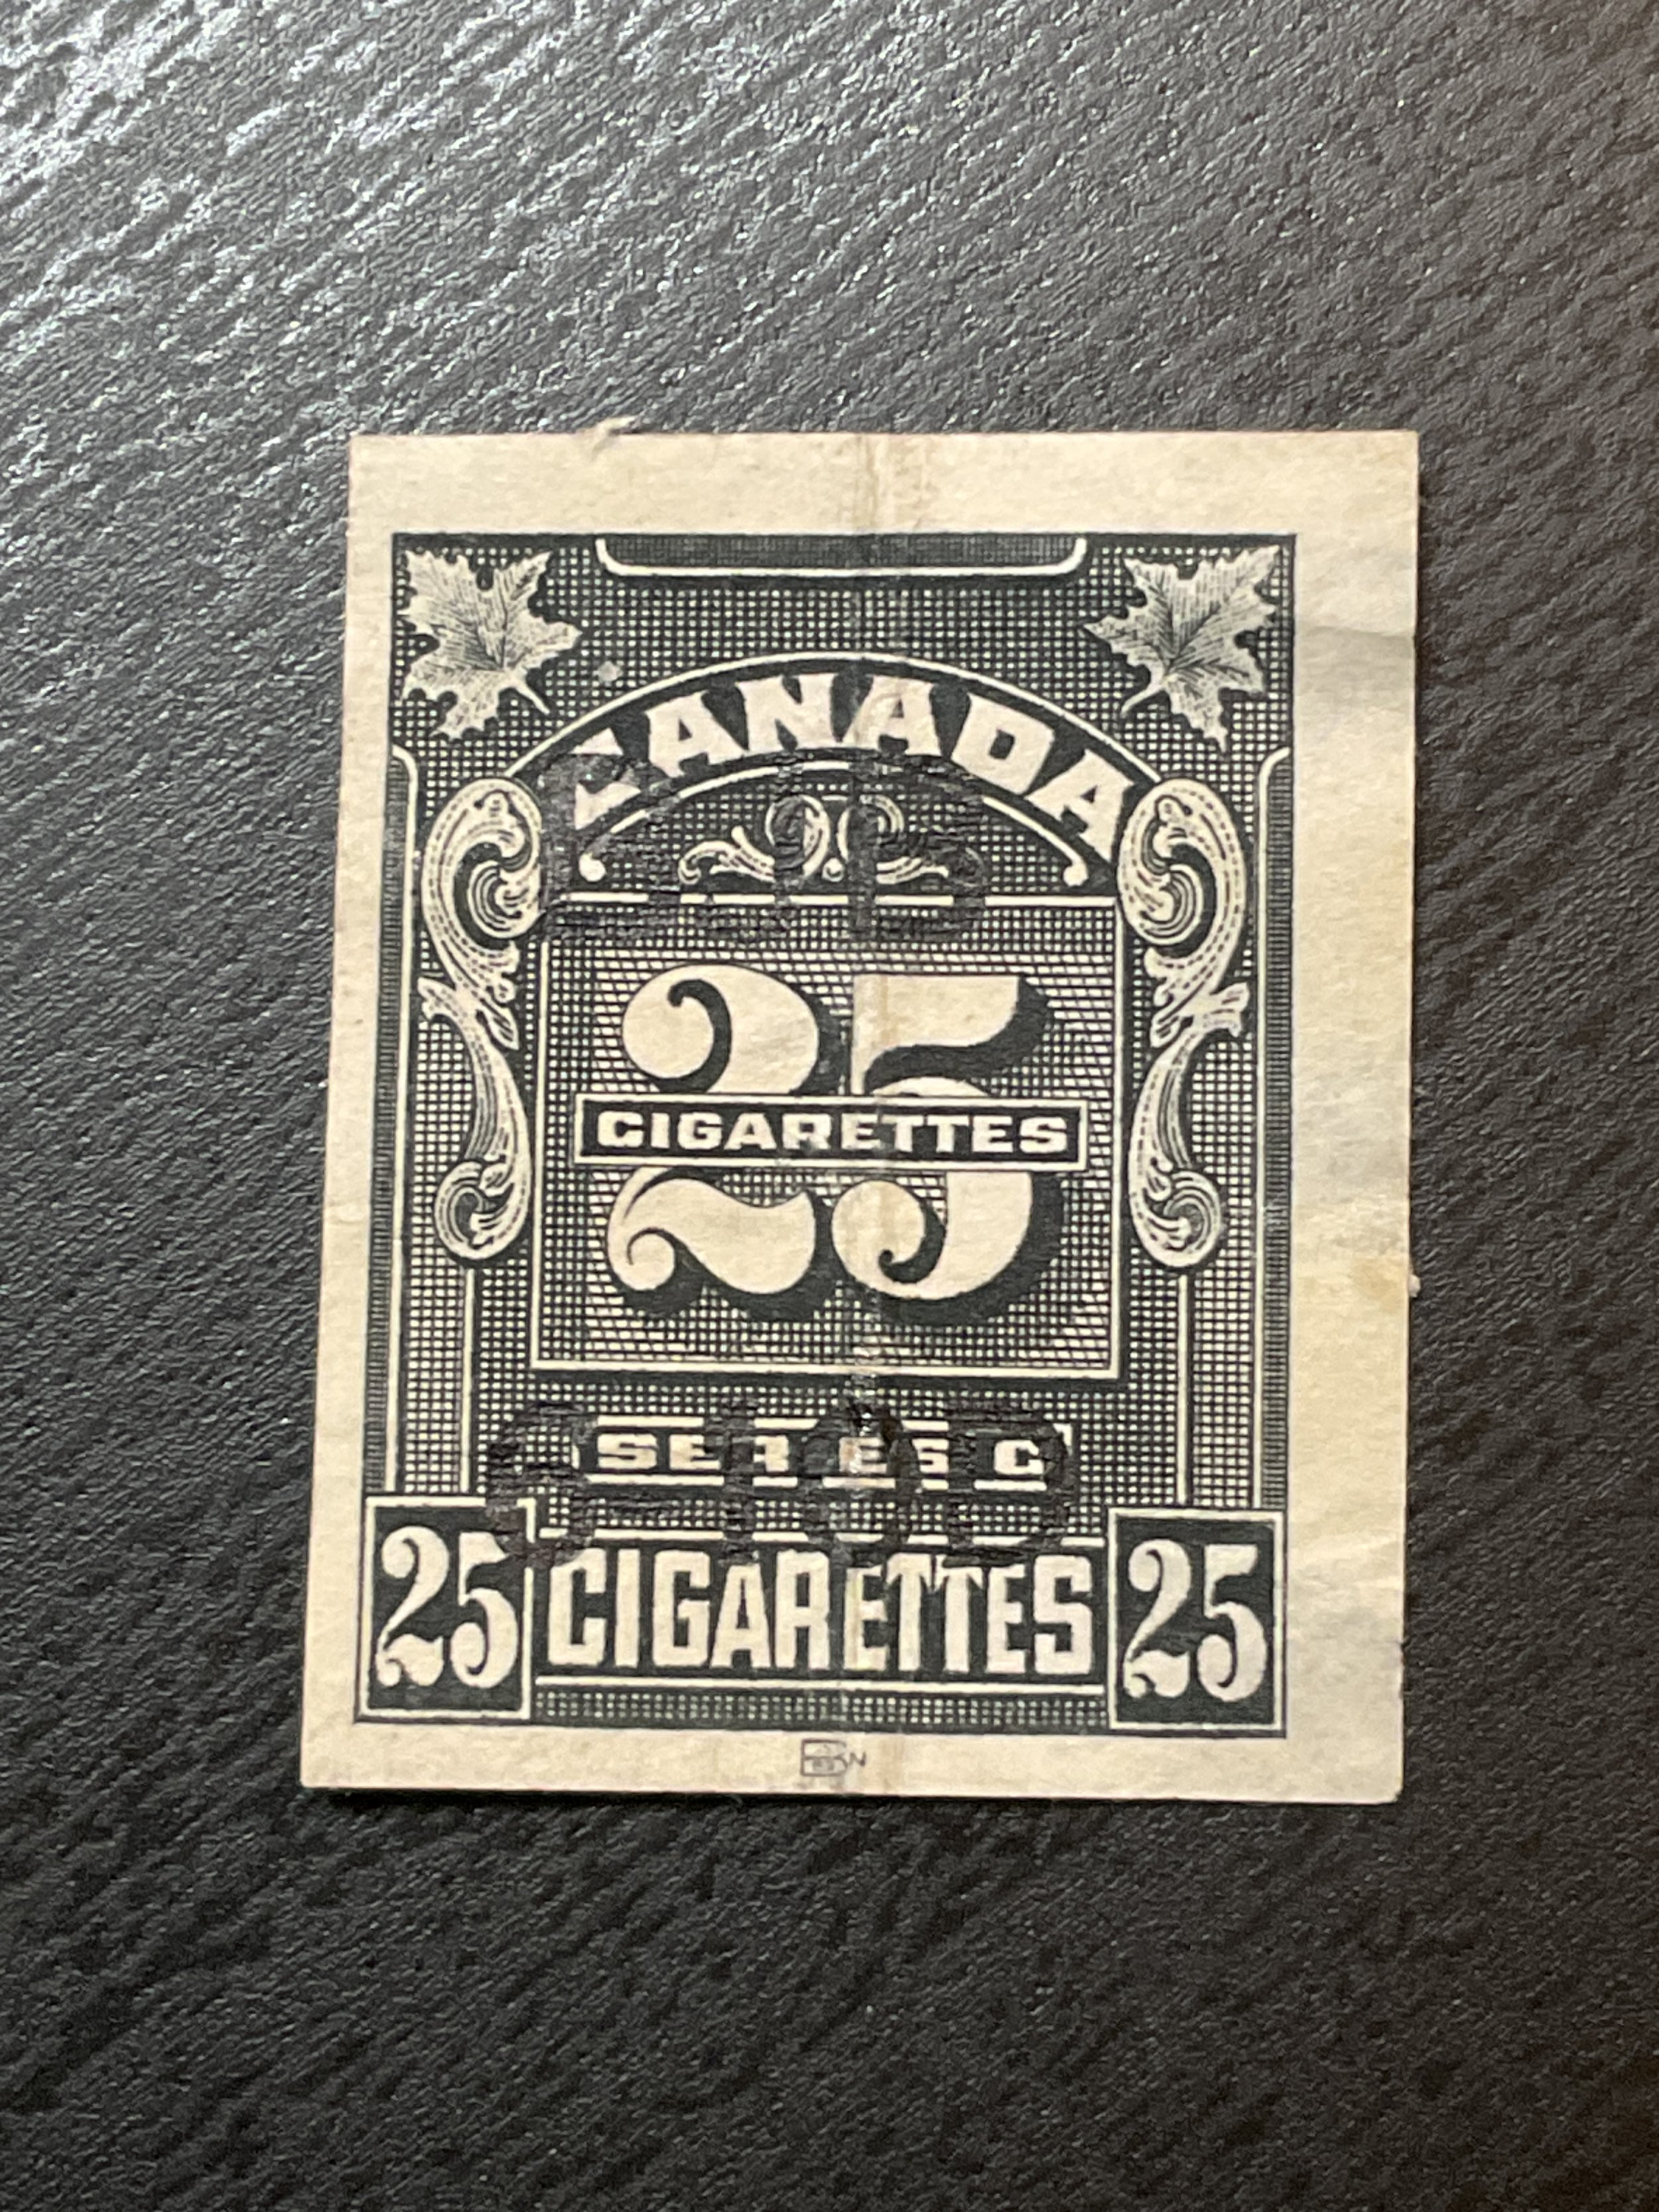 CANADA
25
CIGARETTES
SERIES C
25 CIGARETTES 25